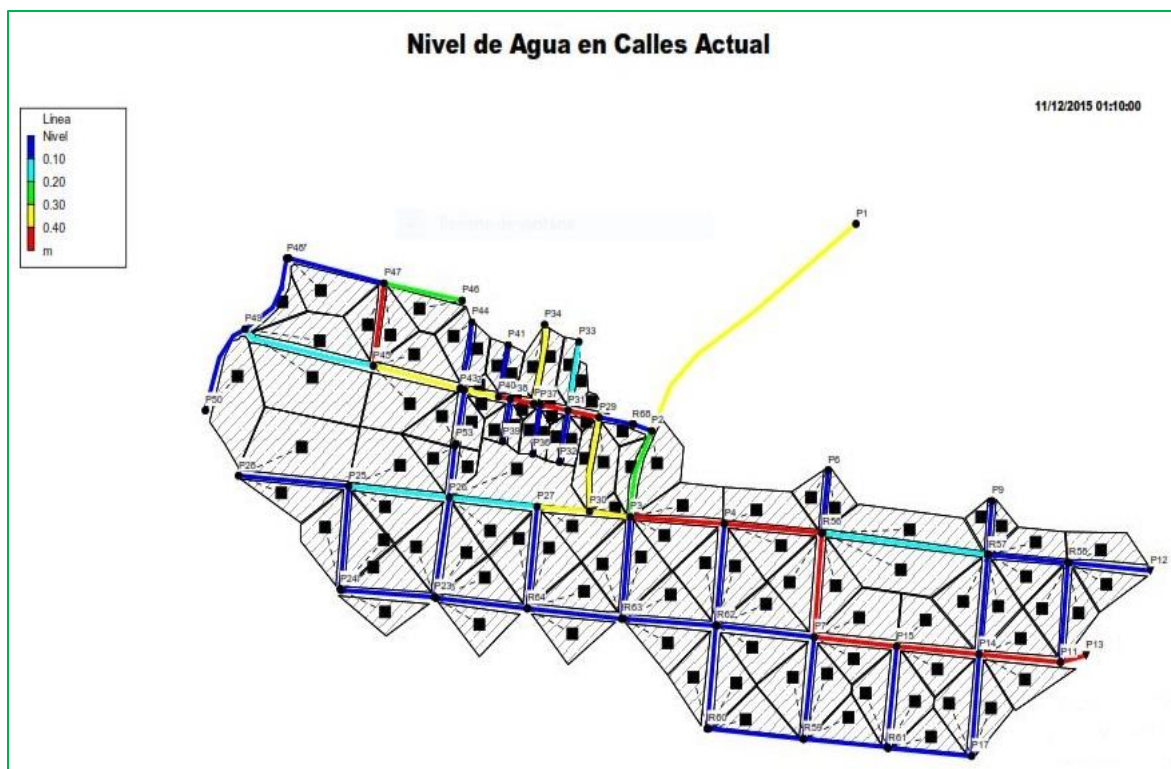 Nivel de Agua en Calles Actual
11/12/2015 01:10:00
Línea
Nivel
0.10
0.20
0.30
0.40
m
P1
P46'
P47
P46
P44
P41
P34
P33
P49
P45
P43
P40
38
P37
P31
P29
R68
P2
P50
P53
P39
P36
P32
P28
P25
P26
P27
P30
P3
P4
P6
R56
P9
R57
R58
P12
P24
P23
R64
R63
R62
P7
P15
P14
P11
P13
R60
R59
R61
P17